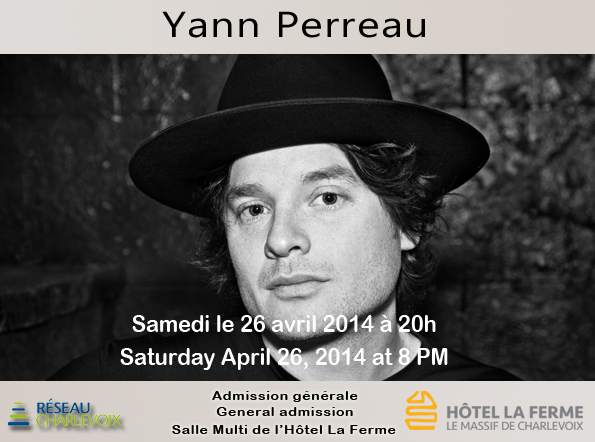 Yann Perreau
Samedi le 26 avril 2014 à 20h
Saturday April 26, 2014 at 8 PM
Admission générale
General admission
Salle Multi de l'Hôtel La Ferme
RÉSEAU
CHARLEVOIX
HÔTEL LA FERME
LE MASSIF DE CHARLEVOIX